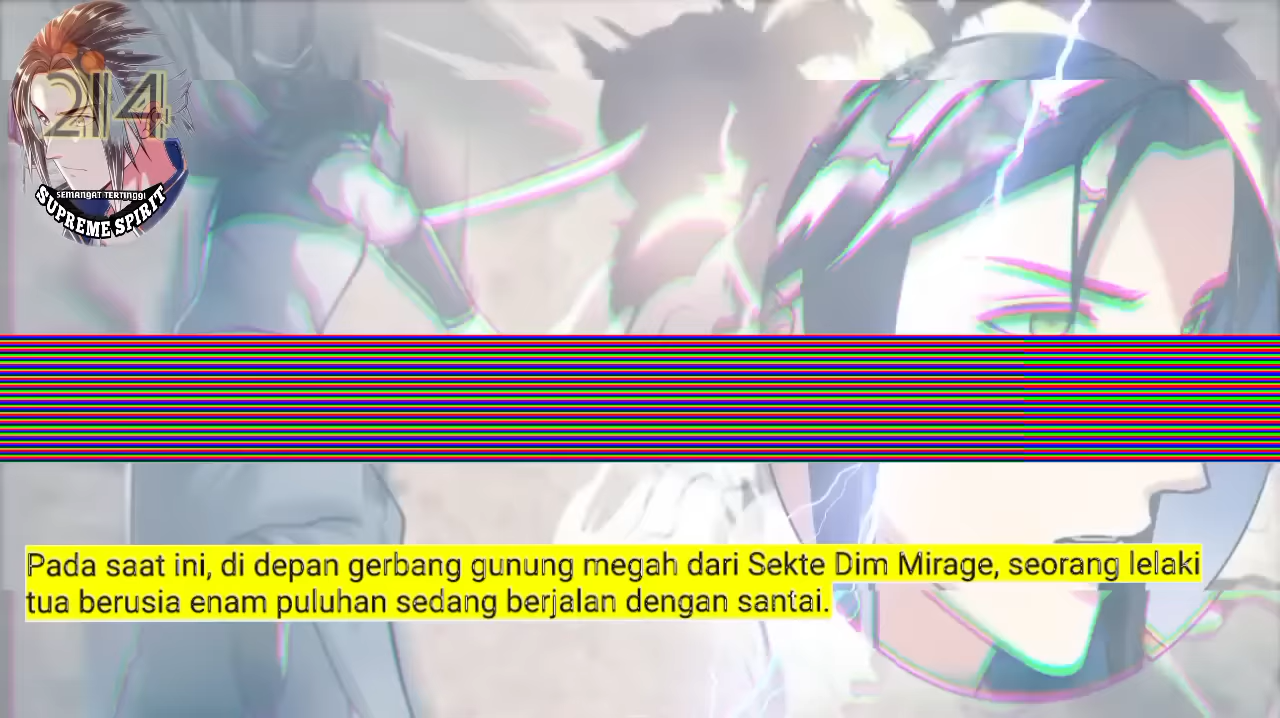 214
SEMANGAT TERTINGGI
SUPREME SPIRIT
Pada saat ini, di depan gerbang gunung megah dari Sekte Dim Mirage, seorang lelaki
tua berusia enam puluhan sedang berjalan dengan santai.